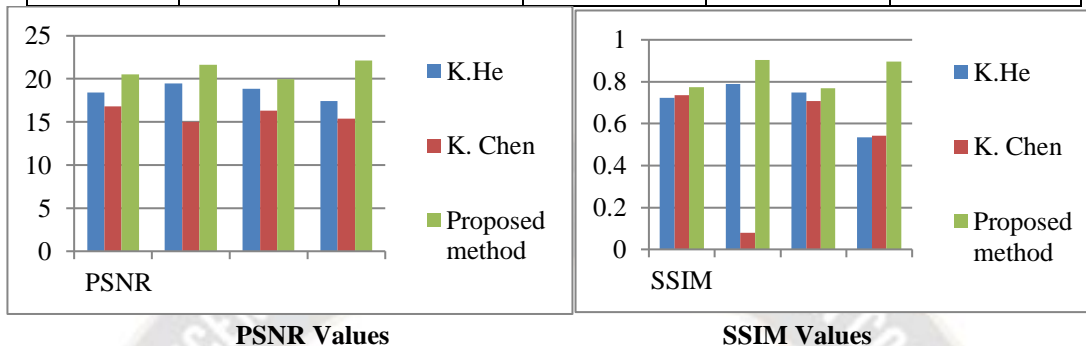 25
20
15
10
5
0
PSNR
K.He
K. Chen
Proposed
method
1
0.8
0.6
0.4
0.2
0
SSIM
K.He
K. Chen
Proposed
method
PSNR Values
SSIM Values